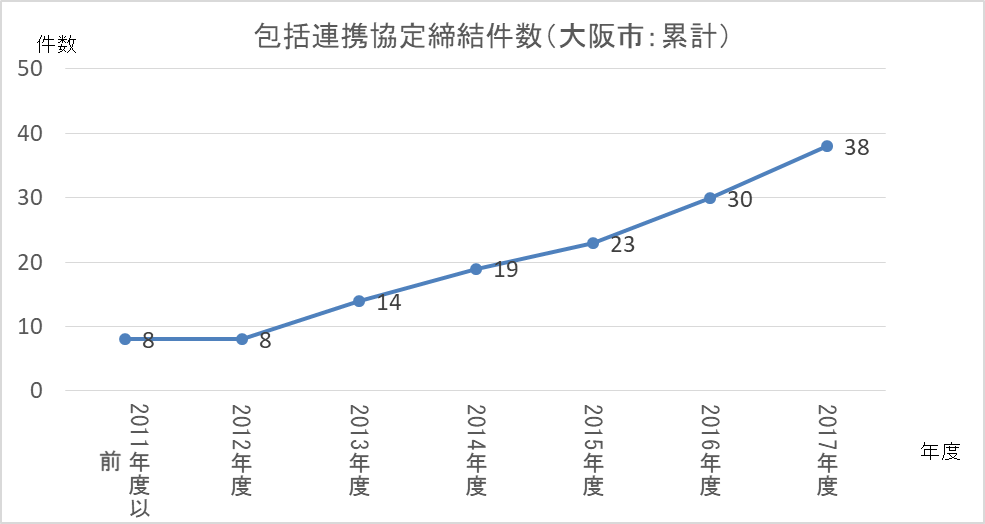 包括連携協定締結件数（大阪市：累計）
件数
50
40
30
20
10
0
8
8
14
19
23
30
38
2011年度以
前
2012年度
2013年度
2014年度
2015年度
2016年度
2017年度
年度